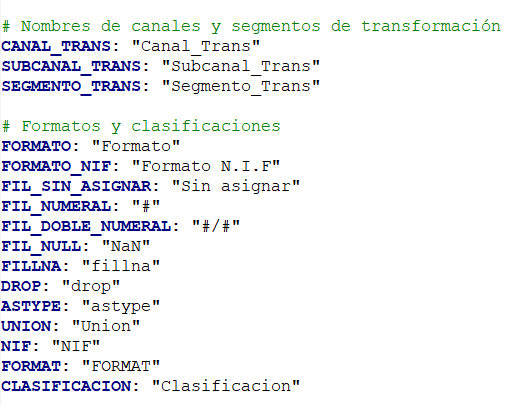 # Nombres de canales y segmentos de transformación
CANAL_TRANS: "Canal_Trans"
SUBCANAL_TRANS: "Subcanal_Trans"
SEGMENTO_TRANS: "Segmento_Trans"
# Formatos y clasificaciones
FORMATO: "Formato"
FORMATO_NIF: "Formato N.I.F"
FIL_SIN_ASIGNAR: "Sin asignar"
FIL_NUMERAL: "#"
FIL_DOBLE_NUMERAL: "#/#"
FIL_NULL: "NaN"
FILLNA: "fillna"
DROP: "drop"
ASTYPE: "astype"
UNION: "Union"
NIF: "NIF"
FORMAT: "FORMAT"
CLASIFICACION: "Clasificacion"